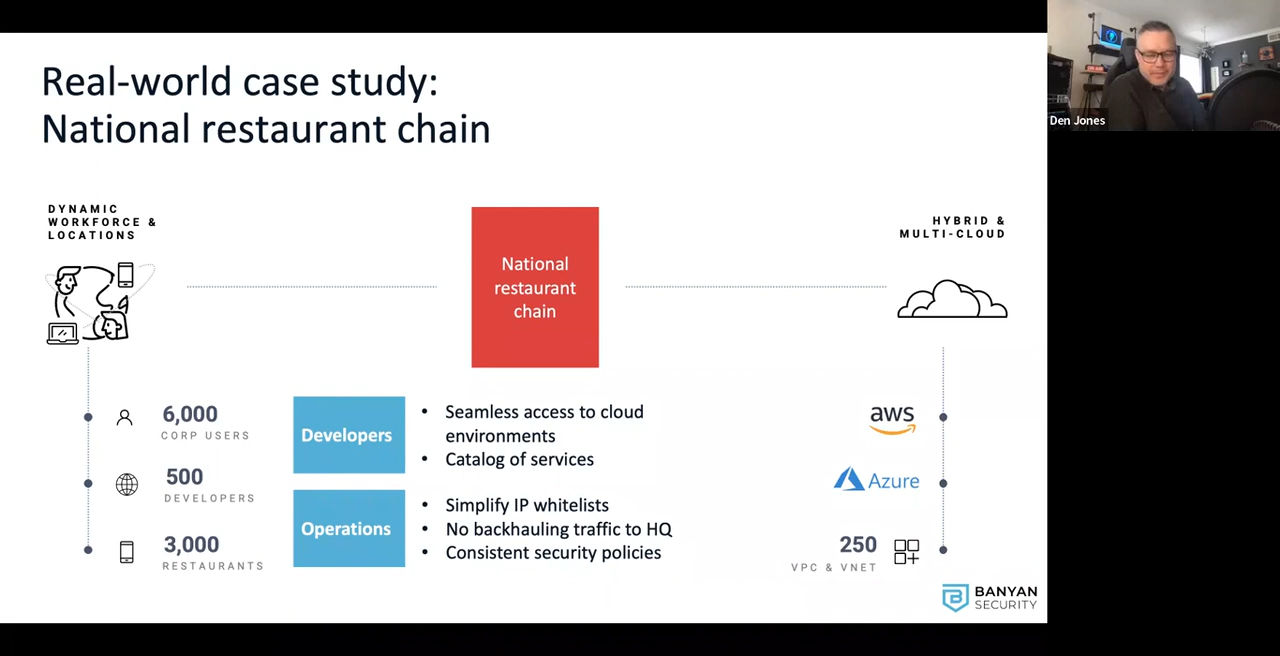 Real-world case study:
National restaurant chain
DYNAMIC
WORKFORCE &
LOCATIONS
National
restaurant
chain
HYBRID &
MULTI-CLOUD
6,000
CORP USERS
500
DEVELOPERS
3,000
RESTAURANTS
Developers
• Seamless access to cloud
environments
• Catalog of services
Operations
• Simplify IP whitelists
• No backhauling traffic to HQ
• Consistent security policies
aws
Azure
250
VPC & VNET
BANYAN
SECURITY
Den Jones